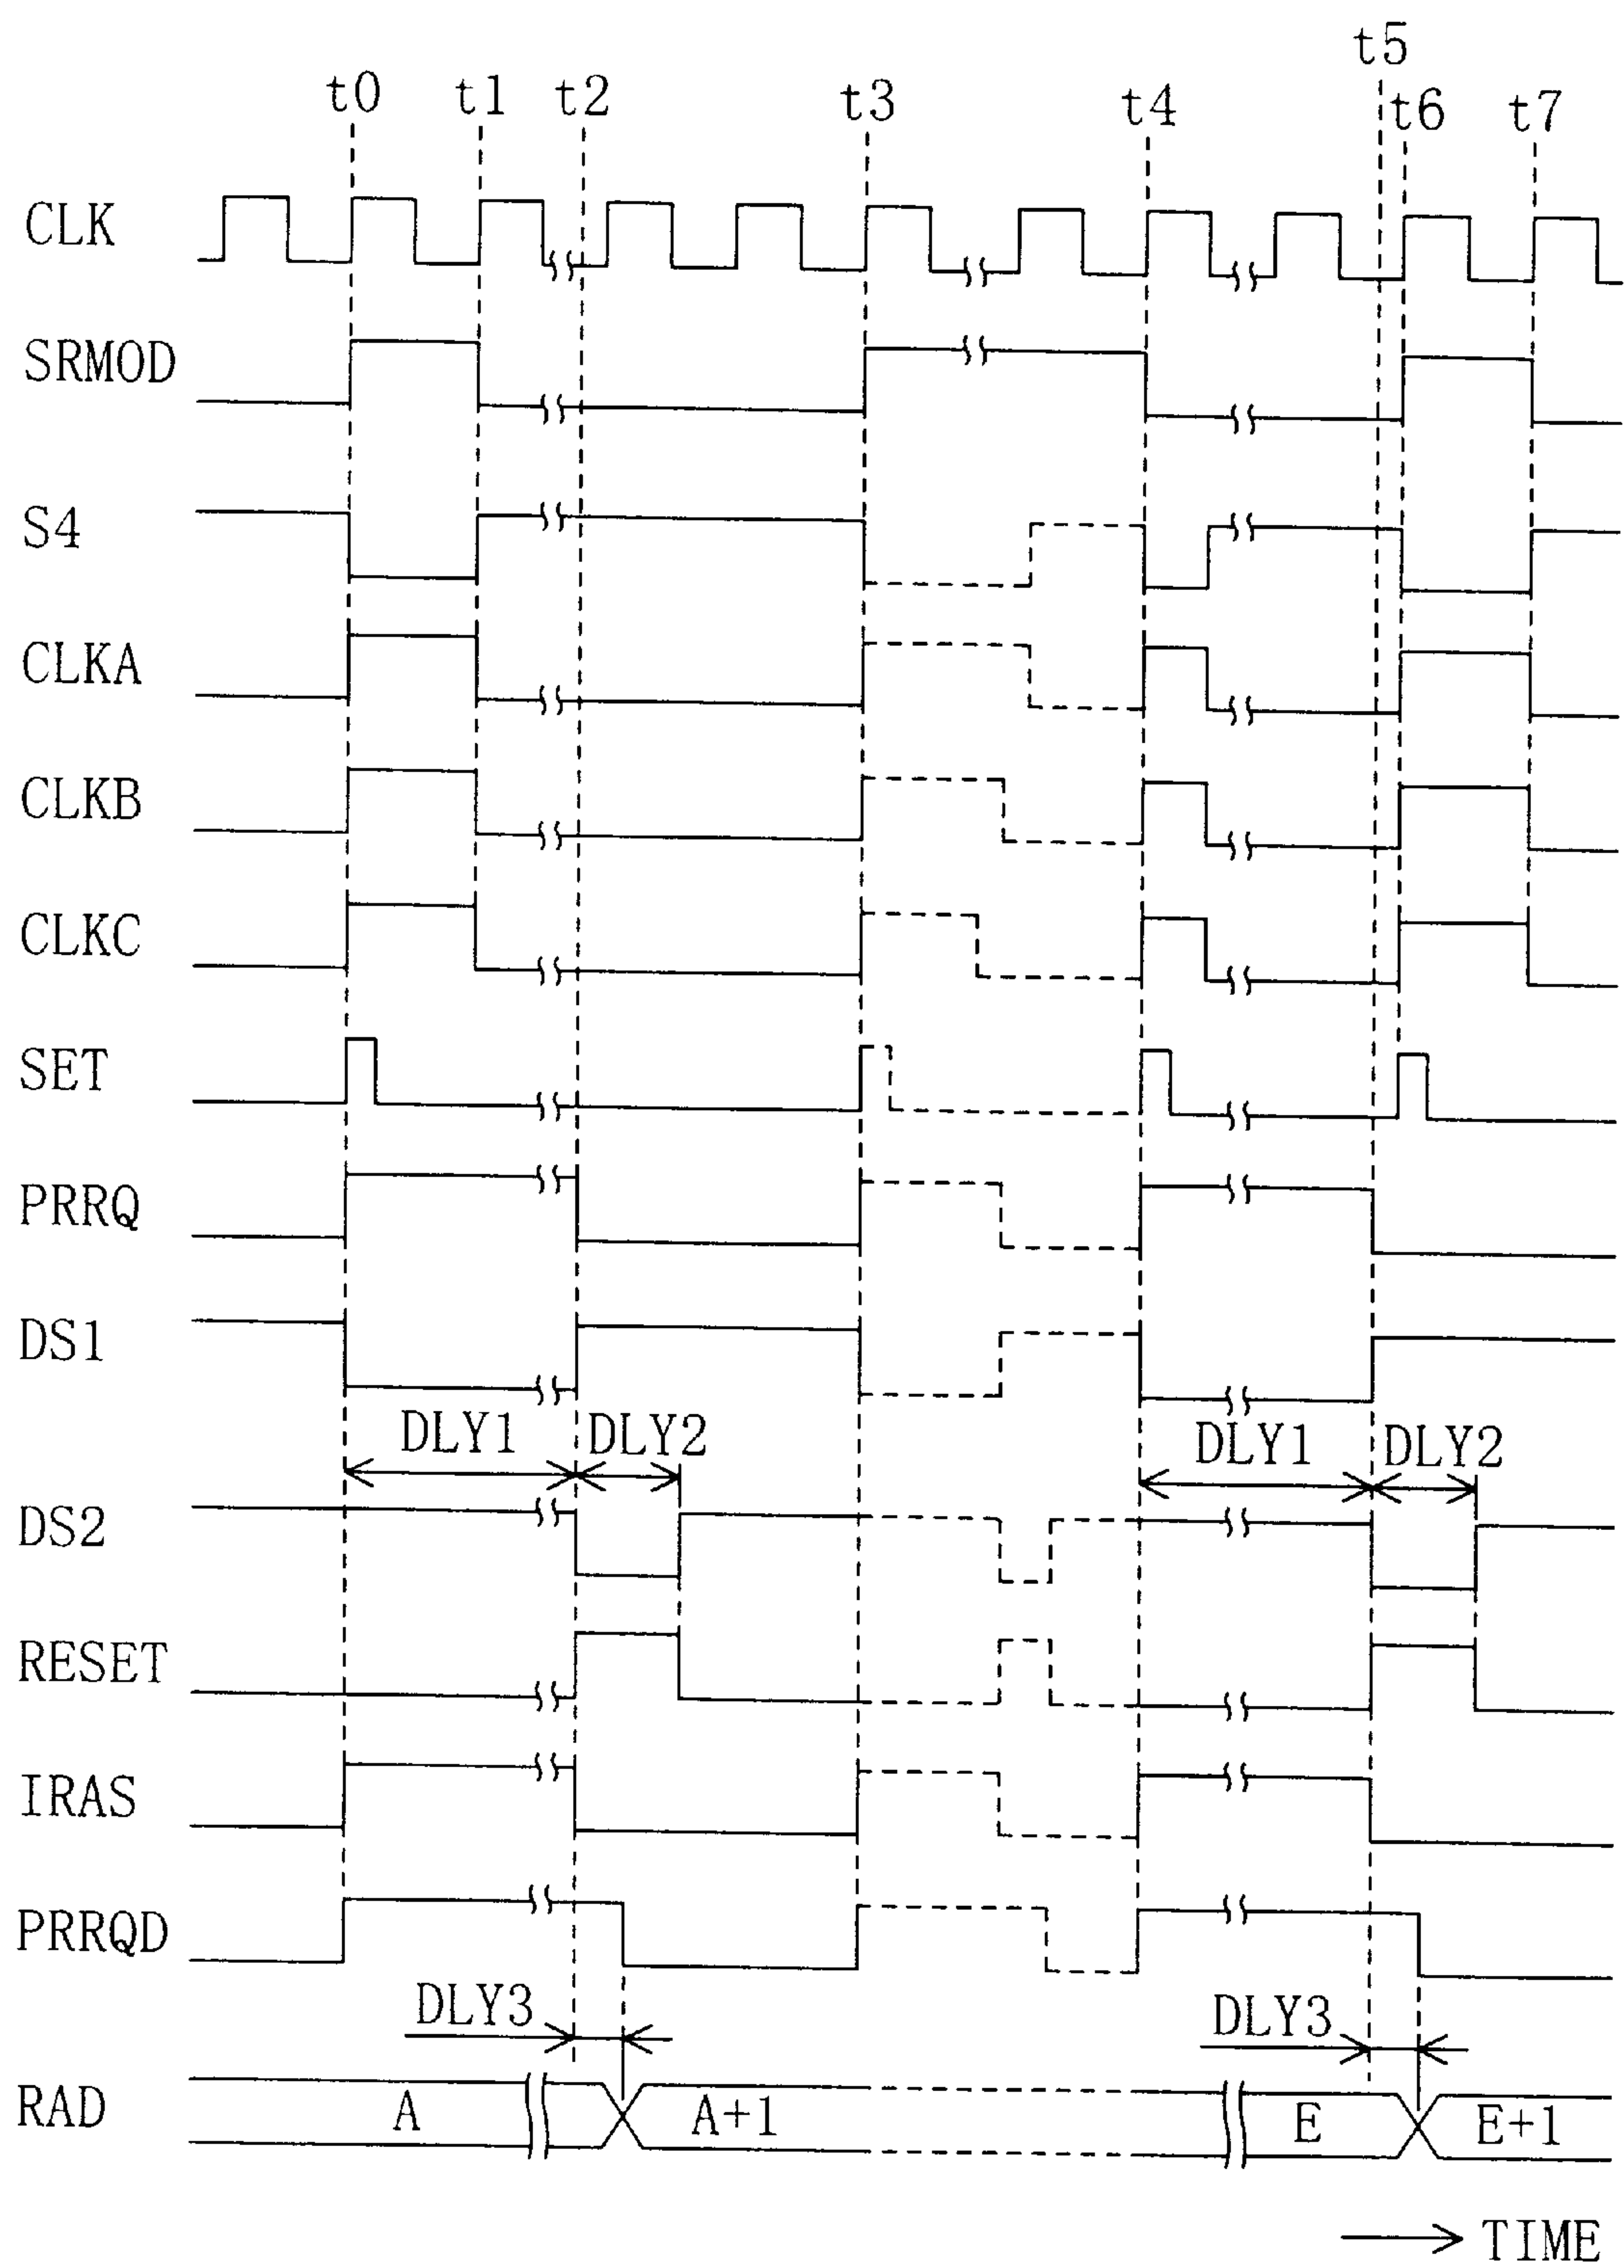 t5
t0 t1 t2 t3 t4 t6 t7
CLK
SRMOD
S4
CLKA
CLKB
CLKC
SET
PRRQ
DS1
DLY1 DLY2 DLY1 DLY2
DS2
RESET
IRAS
PRRQD
DLY3 DLY3
RAD A A+1 E E+1
TIME